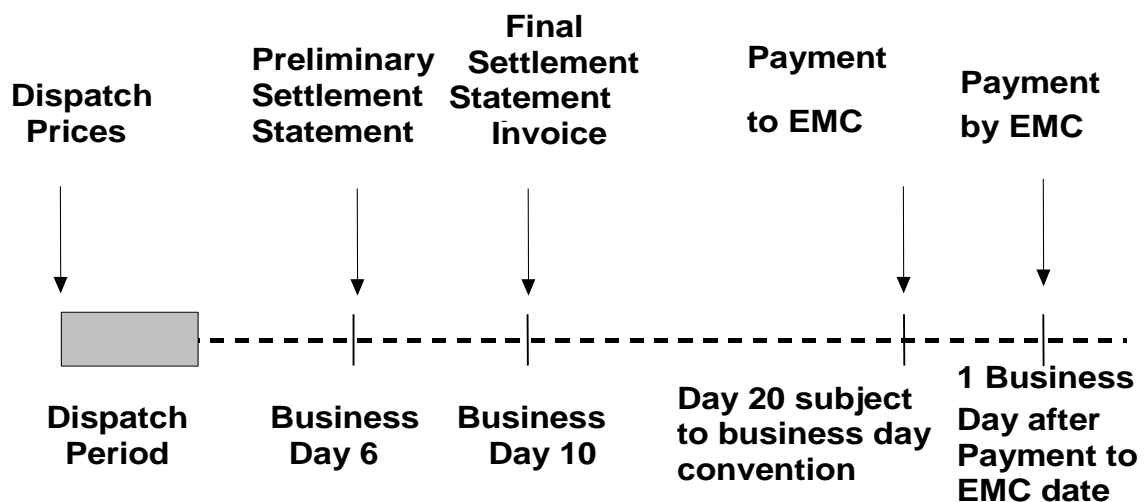 Dispatch
Prices
Preliminary
Settlement
Statement
Final
Settlement
Statement
Invoice
Payment
to EMC
Payment
by EMC
Dispatch
Period
Business
Day 6
Business
Day 10
Day 20 subject
to business day
convention
1 Business
Day after
Payment to
EMC date